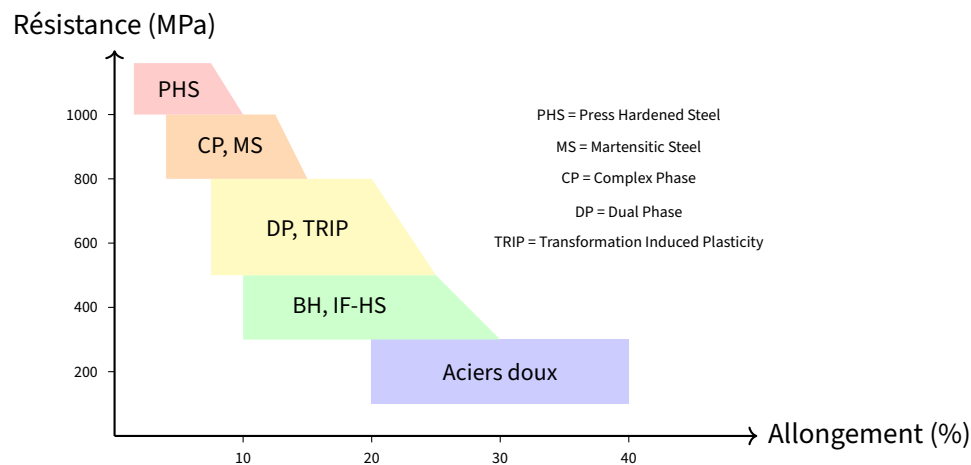 Résistance (MPa)
PHS
1000
PHS = Press Hardened Steel
CP, MS
MS = Martensitic Steel
800
CP = Complex Phase
DP, TRIP
DP = Dual Phase
600
TRIP = Transformation Induced Plasticity
BH, IF-HS
400
200
Aciers doux
Allongement (%)
10
20
30
40